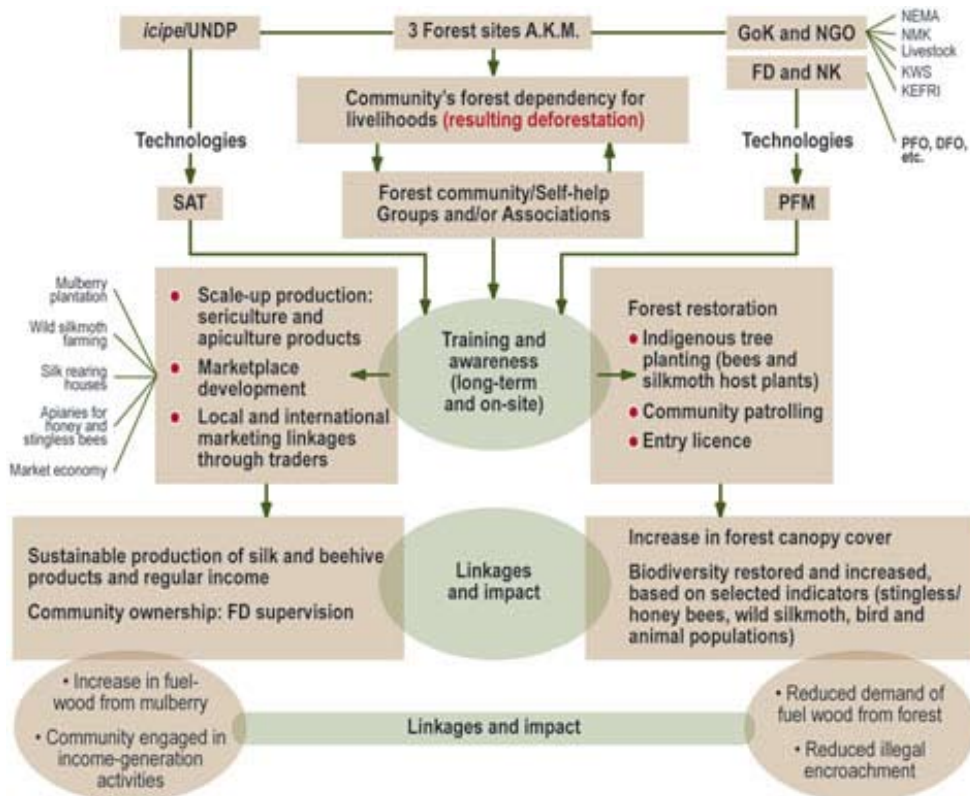 icipe/UNDP
3 Forest sites A.K.M.
GoK and NGO
NEMA
NMK
Livestock
KWS
KEFRI
FD and NK
PFO, DFO,
etc.
Community's forest dependency for
livelihoods (resulting deforestation)
Technologies
Technologies
SAT
Forest community/Self-help
Groups and/or Associations
PFM
Mulberry
plantation
Wild silkmoth
farming
Silk rearing
houses
Apiaries for
honey and
stingless bees
Market economy
• Scale-up production:
sericulture and
apiculture products
• Marketplace
development
• Local and international
marketing linkages
through traders
Training and
awareness
(long-term
and on-site)
Forest restoration
• Indigenous tree
planting (bees and
silkmoth host plants)
• Community patrolling
• Entry licence
Sustainable production of silk and beehive
products and regular income
Community ownership: FD supervision
Linkages
and impact
Increase in forest canopy cover
Biodiversity restored and increased,
based on selected indicators (stingless/
honey bees, wild silkmoth, bird and
animal populations)
• Increase in fuel-
wood from mulberry
• Community engaged in
income-generation
activities
Linkages and impact
• Reduced demand of
fuel wood from forest
• Reduced illegal
encroachment